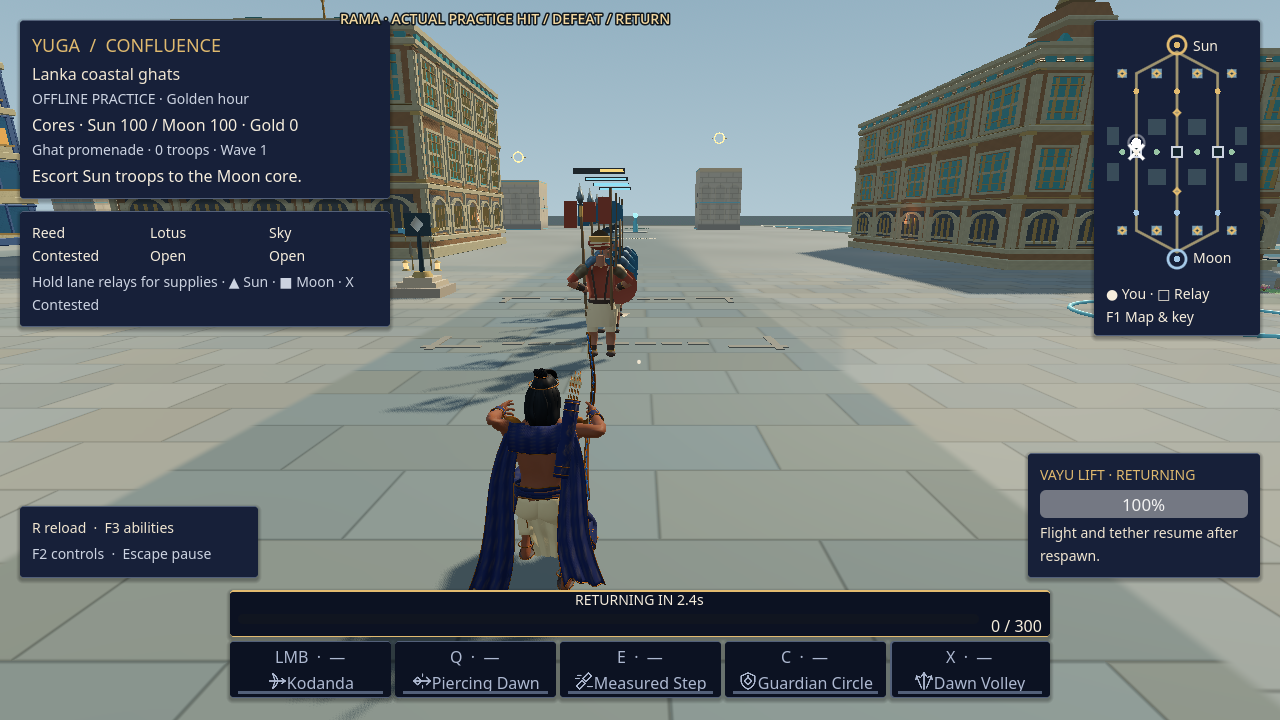 RAMA · ACTUAL PRACTICE HIT / DEFEAT / RETURN
YUGA / CONFLUENCE
Lanka coastal ghats
OFFLINE PRACTICE · Golden hour
Cores · Sun 100 / Moon 100 · Gold 0
Ghat promenade · 0 troops · Wave 1
Escort Sun troops to the Moon core.
Reed Lotus Sky
Contested Open Open
Hold lane relays for supplies · ▲ Sun · ■ Moon · X
Contested
Sun
Moon
● You · □ Relay
F1 Map & key
VAYU LIFT · RETURNING
100%
Flight and tether resume after
respawn.
R reload · F3 abilities
F2 controls · Escape pause
RETURNING IN 2.4s
0 / 300
LMB · — Q · — E · — C · — X · —
Kodanda Piercing Dawn Measured Step Guardian Circle Dawn Volley